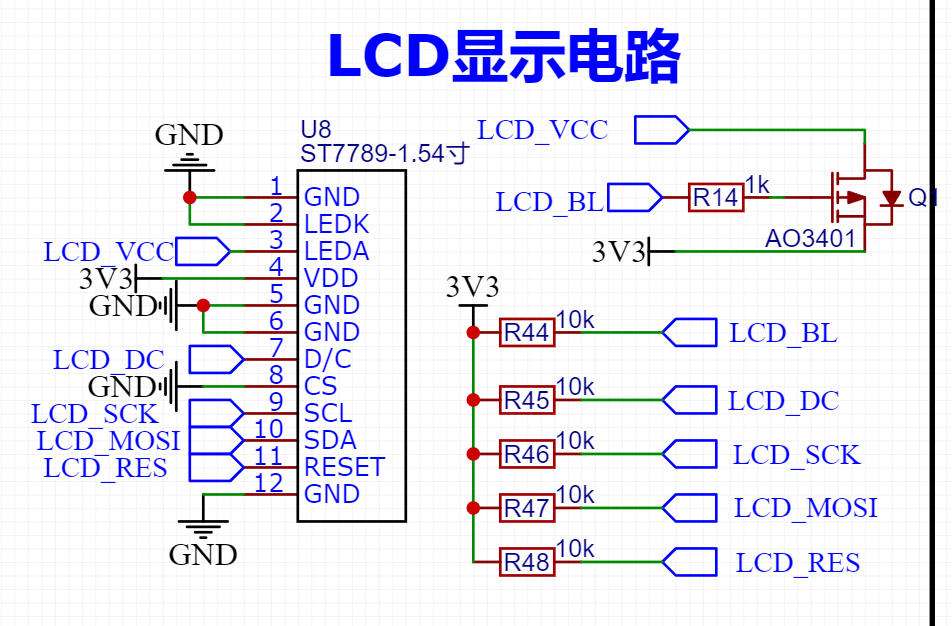 LCD显示电路
GND
U8
ST7789-1.54寸
1 GND
2 LEDK
LCD_VCC 3 LEDA
3V3 4 VDD
GND 5 GND
6 GND
LCD_DC 7 D/C
GND 8 CS
LCD_SCK 9 SCL
LCD_MOSI 10 SDA
LCD_RES 11 RESET
12 GND
GND
LCD_VCC
LCD_BL R14 1k Q1
AO3401
3V3
3V3
R44 10k LCD_BL
R45 10k LCD_DC
R46 10k LCD_SCK
R47 10k LCD_MOSI
R48 10k LCD_RES